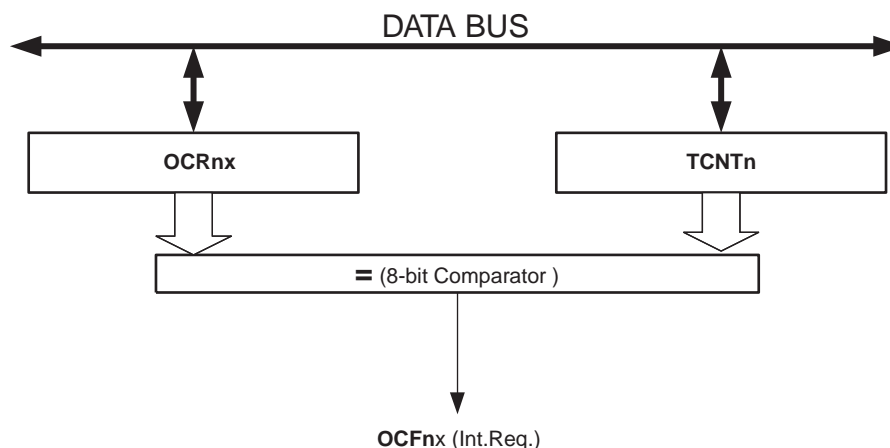 DATA BUS
OCRnx
TCNTn
= (8-bit Comparator )
OCFnx (Int.Req.)